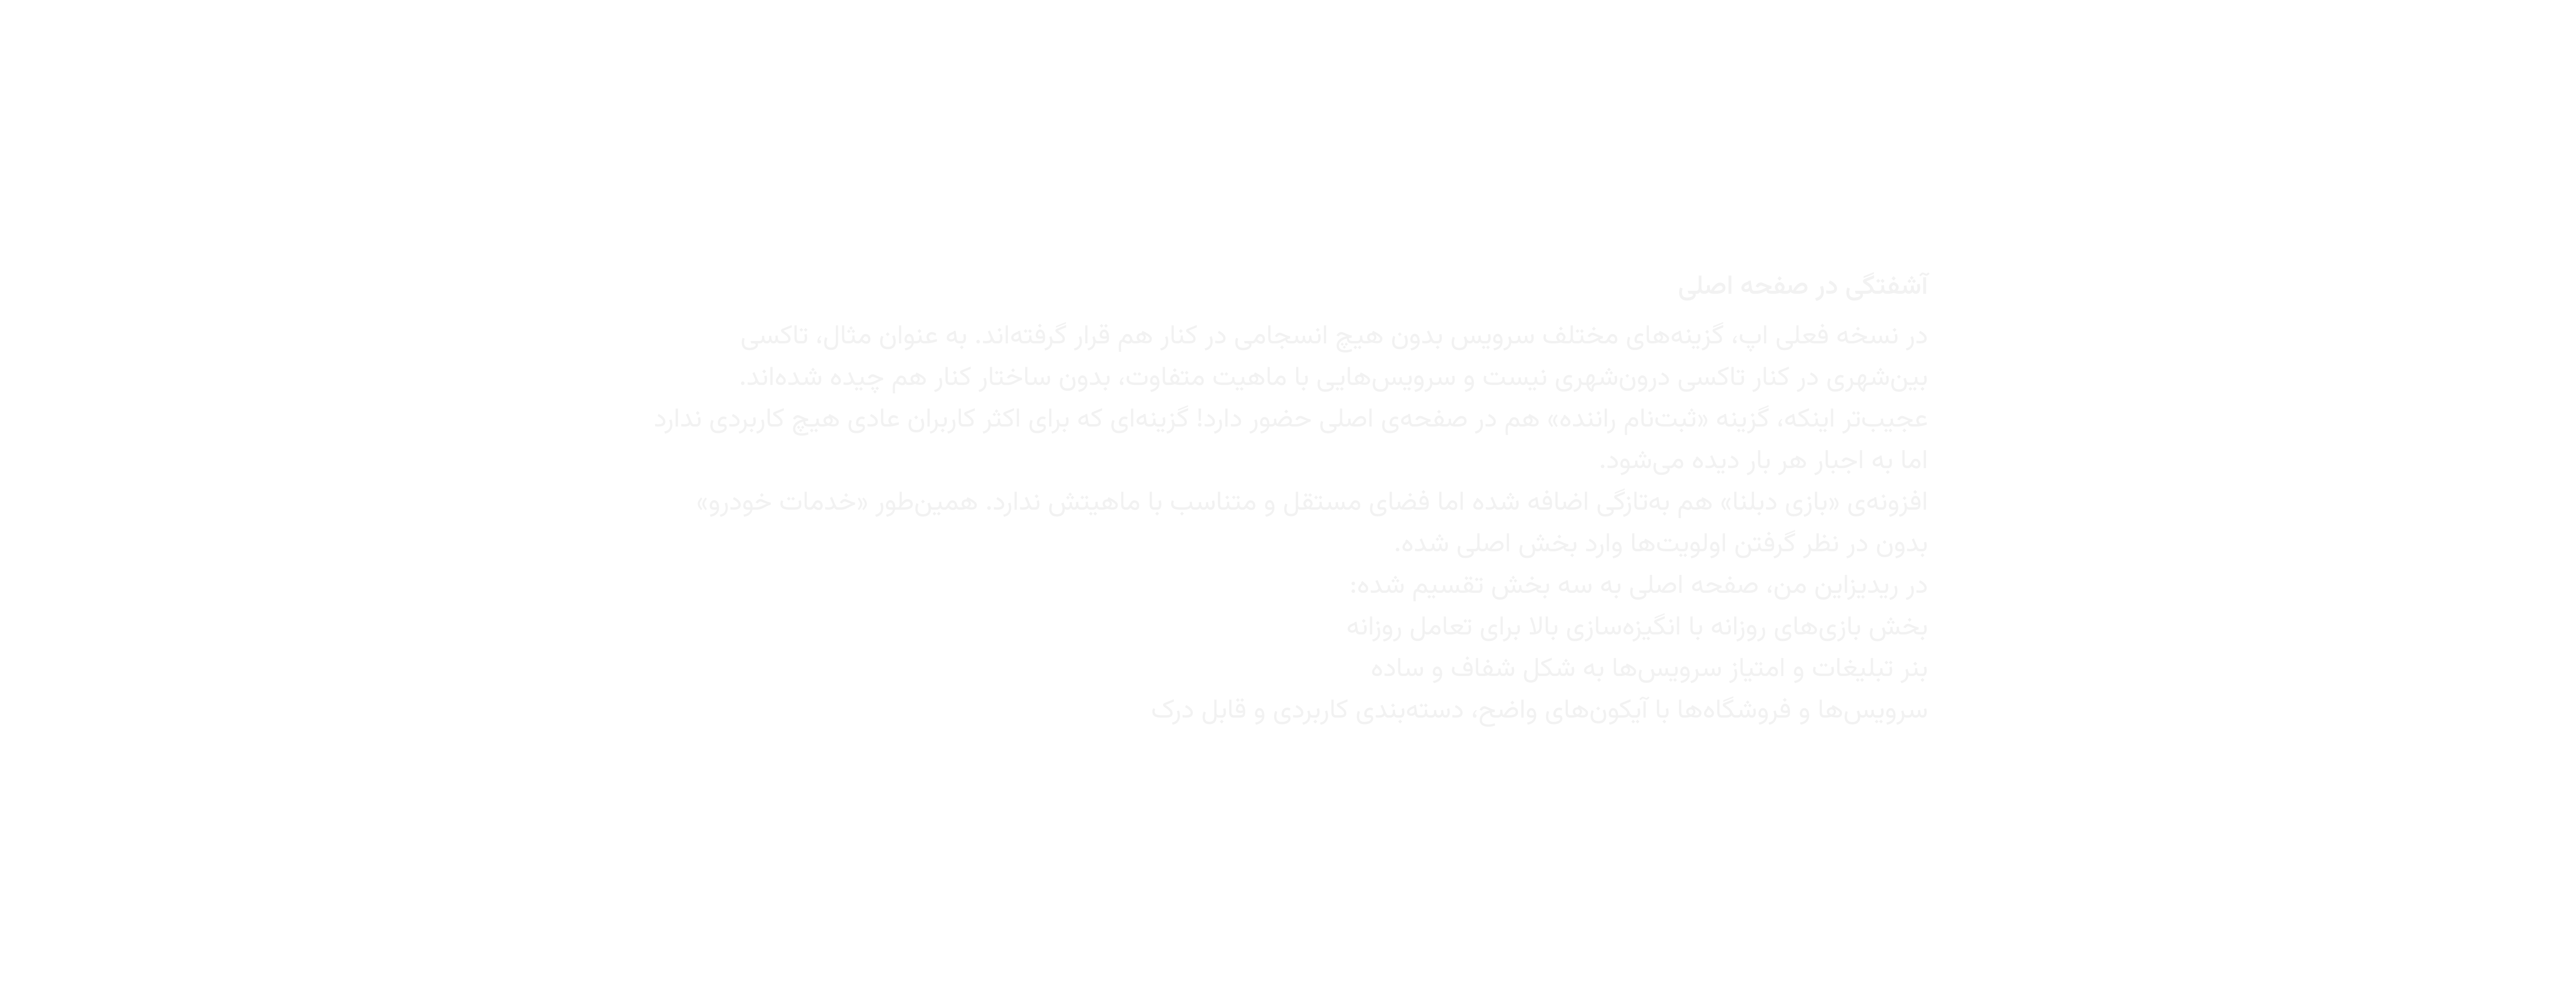 آشفتگی در صفحه اصلی
در نسخه فعلی اپ، گزینه‌های مختلف سرویس بدون هیچ انسجامی در کنار هم قرار گرفته‌اند. به عنوان مثال، تاکسی
بین‌شهری در کنار تاکسی درون‌شهری نیست و سرویس‌هایی با ماهیت متفاوت، بدون ساختار کنار هم چیده شده‌اند.
عجیب‌تر اینکه، گزینه «ثبت‌نام راننده» هم در صفحه‌ی اصلی حضور دارد! گزینه‌ای که برای اکثر کاربران عادی هیچ کاربردی ندارد
اما به اجبار هر بار دیده می‌شود.
افزونه‌ی «بازی دبلنا» هم به‌تازگی اضافه شده اما فضای مستقل و متناسب با ماهیتش ندارد. همین‌طور «خدمات خودرو»
بدون در نظر گرفتن اولویت‌ها وارد بخش اصلی شده.
در ریدیزاین من، صفحه اصلی به سه بخش تقسیم شده:
بخش بازی‌های روزانه با انگیزه‌سازی بالا برای تعامل روزانه
بنر تبلیغات و امتیاز سرویس‌ها به شکل شفاف و ساده
سرویس‌ها و فروشگاه‌ها با آیکون‌های واضح، دسته‌بندی کاربردی و قابل درک